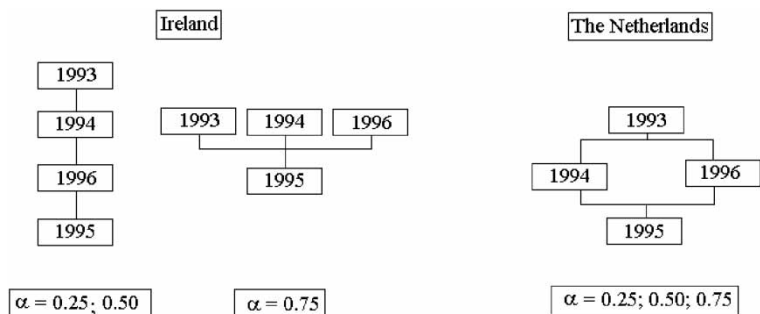 Ireland
1993
1994
1996
1995
α = 0.25; 0.50
1993 1994 1996
1995
α = 0.75
The Netherlands
1993
1994 1996
1995
α = 0.25; 0.50; 0.75